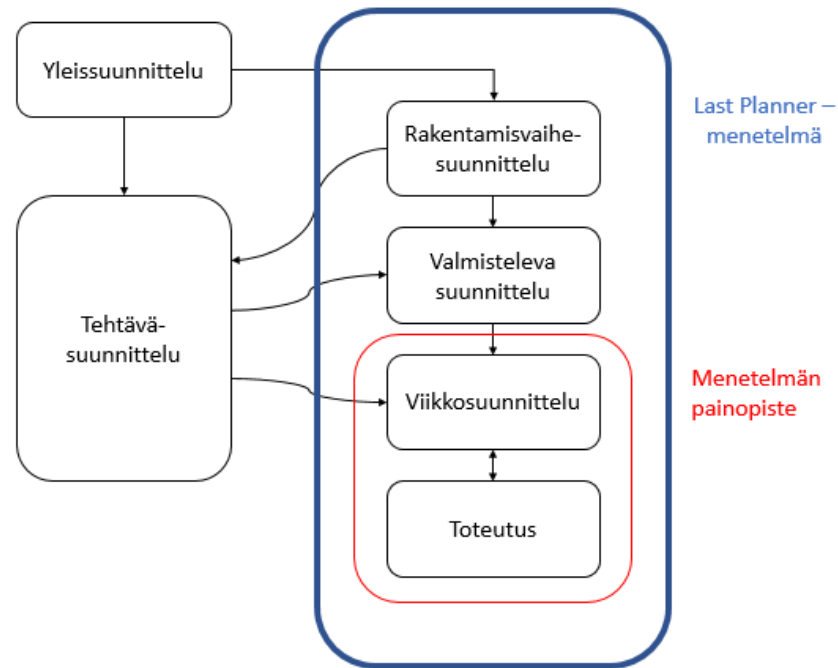 Yleissuunnittelu
Rakentamisvaihe-
suunnittelu
Last Planner –
menetelmä
Valmisteleva
suunnittelu
Tehtävä-
suunnittelu
Viikkosuunnittelu
Menetelmän
painopiste
Toteutus